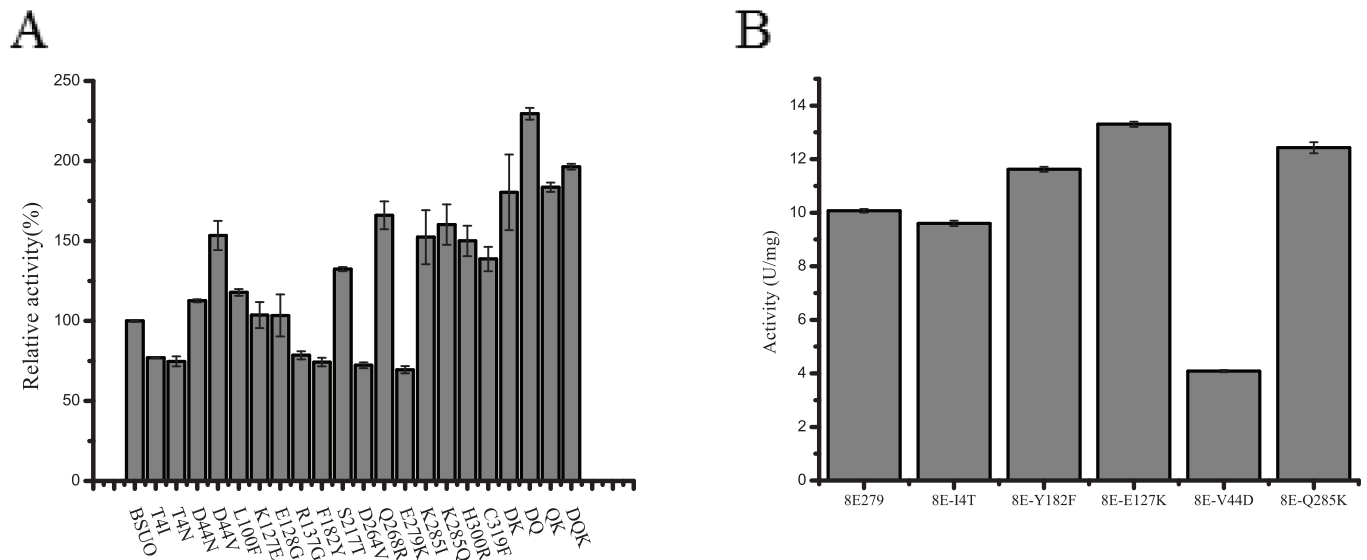 A
B
Relative activity(%)
250
200
150
100
50
0
BSUO
T4I
T4N
D44N
D44V
L100F
K127E
E128G
R137G
F182Y
S217T
D264V
Q268R
E279K
K285I
K285Q
H300R
C319F
DK
DQ
QK
DQK
Activity (U/mg)
14
12
10
8
6
4
2
0
8E279
8E-I4T
8E-Y182F
8E-E127K
8E-V44D
8E-Q285K